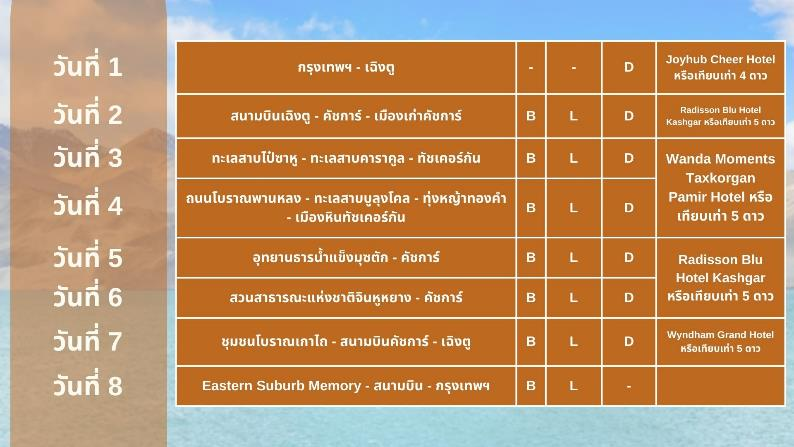 วันที่ 1
กรุงเทพฯ - เฉิงตู
-
-
D
Joyhub Cheer Hotel
หรือเทียบเท่า 4 ดาว
วันที่ 2
สนามบินเฉิงตู - คัชการ์ - เมืองเก่าคัชการ์
B
L
D
Radisson Blu Hotel
Kashgar หรือเทียบเท่า 5 ดาว
วันที่ 3
ทะเลสาบไป๋ซาหู - ทะเลสาบคาราคูล - ทัชเคอร์กัน
B
L
D
Wanda Moments
Taxkorgan
Pamir Hotel หรือ
เทียบเท่า 5 ดาว
วันที่ 4
ถนนโบราณพานหลง - ทะเลสาบบูลุงโคล - ทุ่งหญ้าทองคำ
- เมืองหินทัชเคอร์กัน
B
L
D
วันที่ 5
อุทยานธารน้ำแข็งมุซตัก - คัชการ์
B
L
D
Radisson Blu
Hotel Kashgar
หรือเทียบเท่า 5 ดาว
วันที่ 6
สวนสาธารณะแห่งชาติจินหูหยาง - คัชการ์
B
L
D
วันที่ 7
ชุมชนโบราณเกาไถ - สนามบินคัชการ์ - เฉิงตู
B
L
D
Wyndham Grand Hotel
หรือเทียบเท่า 5 ดาว
วันที่ 8
Eastern Suburb Memory - สนามบิน - กรุงเทพฯ
B
L
-